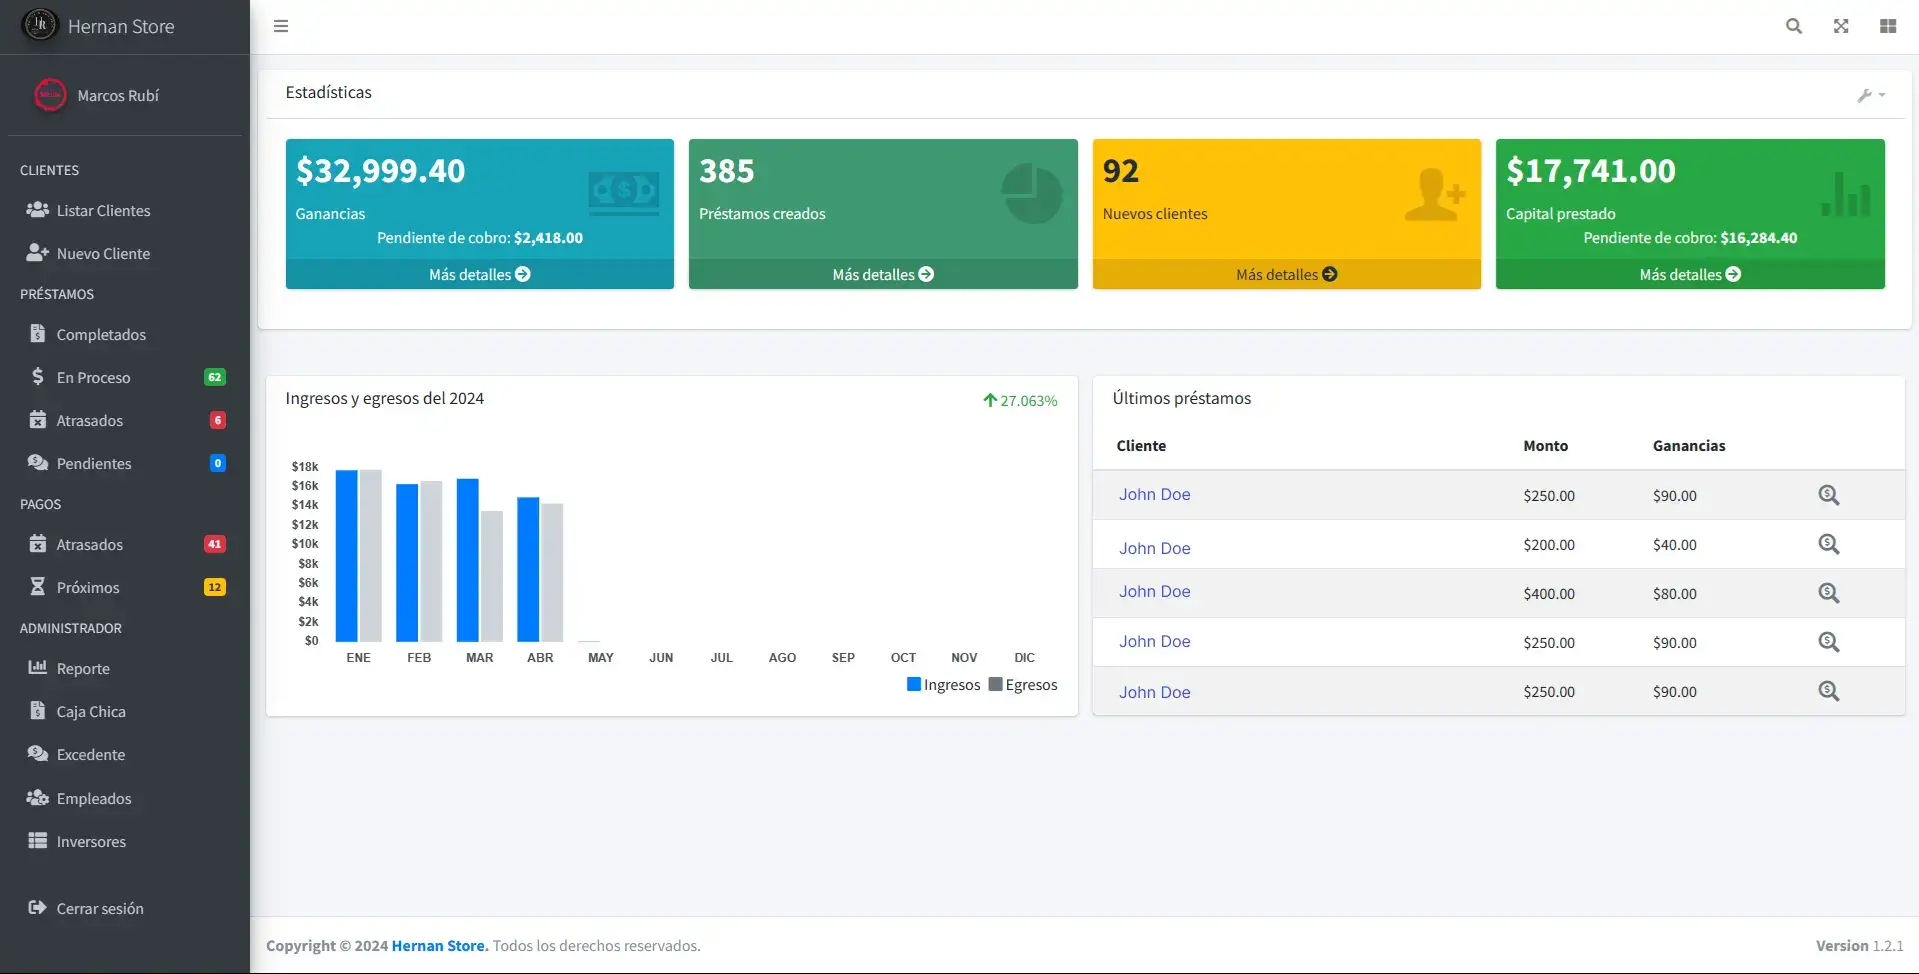 Hernan Store
Marcos Rubí
CLIENTES
Listar Clientes
Nuevo Cliente
PRÉSTAMOS
Completados
En Proceso 62
Atrasados 6
Pendientes 0
PAGOS
Atrasados 41
Próximos 12
ADMINISTRADOR
Reporte
Caja Chica
Excedente
Empleados
Inversores
Cerrar sesión
Estadísticas
$32,999.40
Ganancias
Pendiente de cobro: $2,418.00
Más detalles
385
Préstamos creados
Más detalles
92
Nuevos clientes
Más detalles
$17,741.00
Capital prestado
Pendiente de cobro: $16,284.40
Más detalles
Ingresos y egresos del 2024
27.063%
$18k
$16k
$14k
$12k
$10k
$8k
$6k
$4k
$2k
$0
ENE FEB MAR ABR MAY JUN JUL AGO SEP OCT NOV DIC
Ingresos Egresos
Últimos préstamos
Cliente Monto Ganancias
John Doe $250.00 $90.00
John Doe $200.00 $40.00
John Doe $400.00 $80.00
John Doe $250.00 $90.00
John Doe $250.00 $90.00
Copyright © 2024 Hernan Store. Todos los derechos reservados.
Version 1.2.1